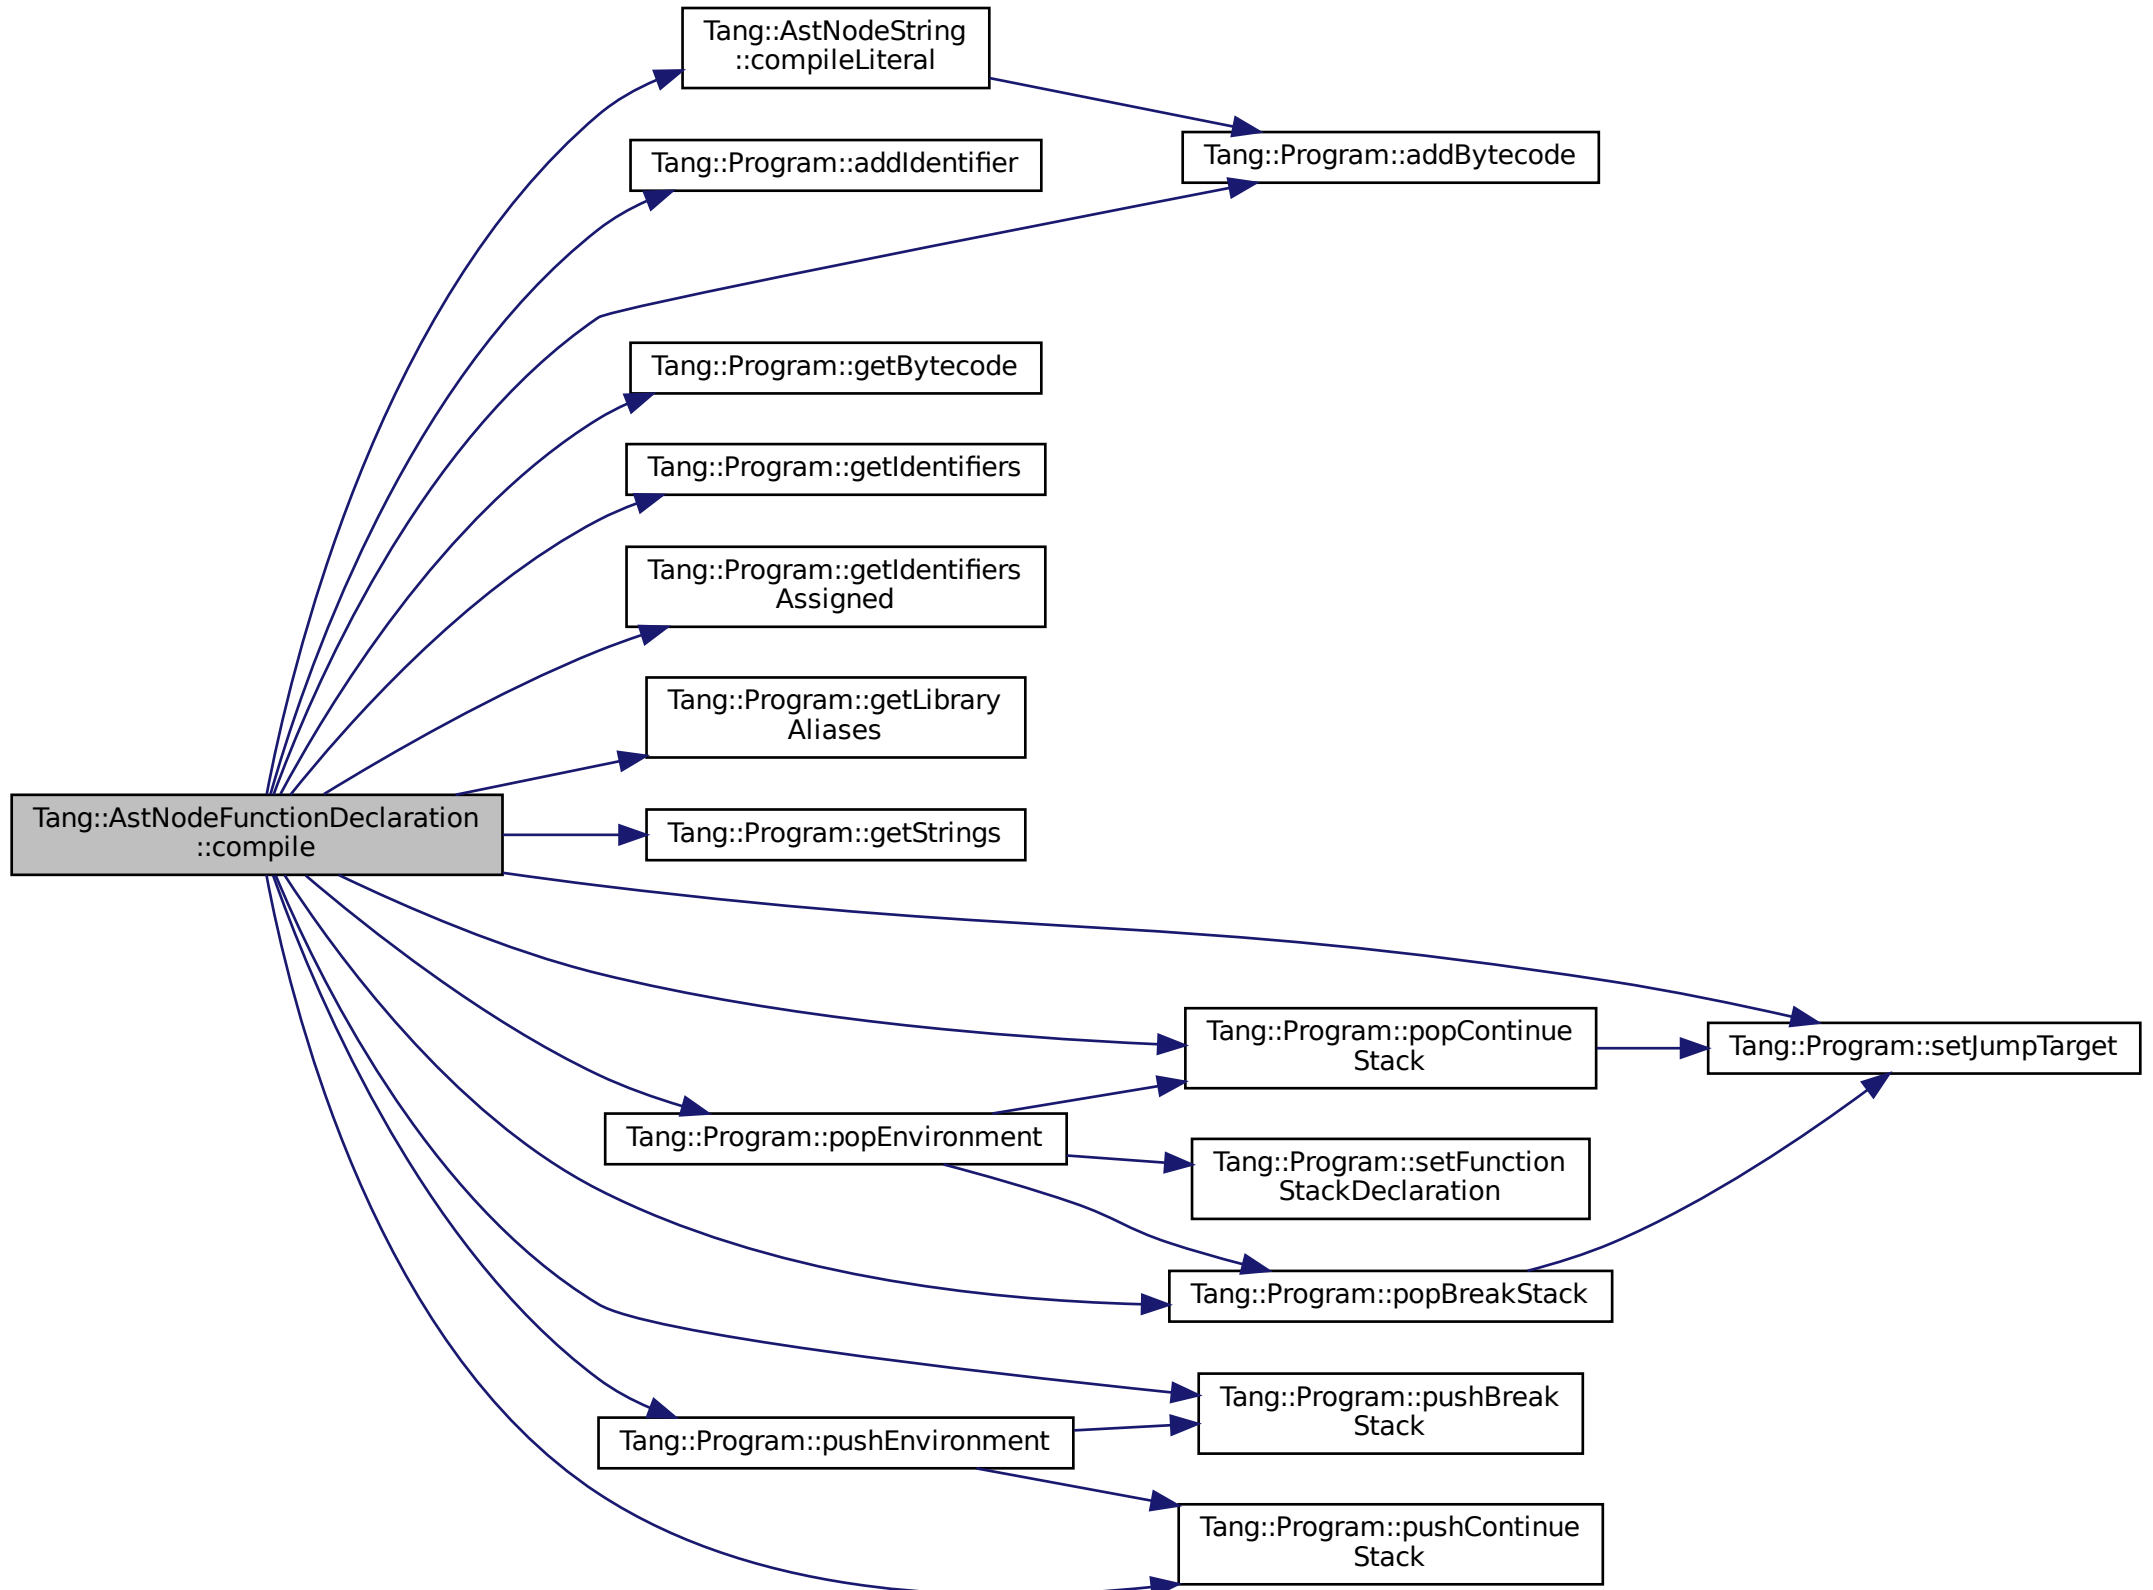 Tang::AstNodeString
::compileLiteral
Tang::Program::addBytecode
Tang::Program::addIdentifier
Tang::Program::getBytecode
Tang::Program::getIdentifiers
Tang::Program::getIdentifiers
Assigned
Tang::Program::getLibrary
Aliases
Tang::AstNodeFunctionDeclaration
::compile
Tang::Program::getStrings
Tang::Program::popContinue
Stack
Tang::Program::setJumpTarget
Tang::Program::popEnvironment
Tang::Program::setFunction
StackDeclaration
Tang::Program::popBreakStack
Tang::Program::pushBreak
Stack
Tang::Program::pushEnvironment
Tang::Program::pushContinue
Stack